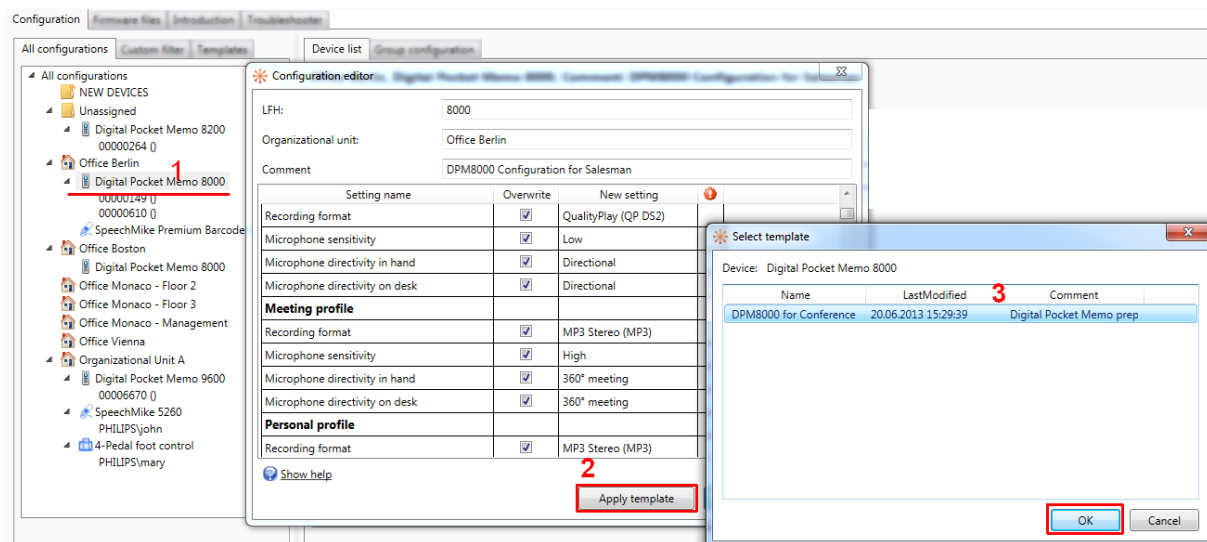 Configuration Firmware files Introduction Troubleshooter
All configurations Custom filter Templates
Device list Group configuration
All configurations
NEW DEVICES
Unassigned
Digital Pocket Memo 8200
00000264 ()
Office Berlin
1
Digital Pocket Memo 8000
00000149 ()
00000610 ()
SpeechMike Premium Barcode
Office Boston
Digital Pocket Memo 8000
Office Monaco - Floor 2
Office Monaco - Floor 3
Office Monaco - Management
Office Vienna
Organizational Unit A
Digital Pocket Memo 9600
00006670 ()
SpeechMike 5260
PHILIPS\john
4-Pedal foot control
PHILIPS\mary
Configuration editor, Digital Pocket Memo 8000, Comment: DPM8000 Configuration for
LFH: 8000
Organizational unit: Office Berlin
Comment DPM8000 Configuration for Salesman
Setting name Overwrite New setting
Recording format QualityPlay (QP DS2)
Microphone sensitivity Low
Microphone directivity in hand Directional
Microphone directivity on desk Directional
Meeting profile
Recording format MP3 Stereo (MP3)
Microphone sensitivity High
Microphone directivity in hand 360° meeting
Microphone directivity on desk 360° meeting
Personal profile
Recording format MP3 Stereo (MP3)
Show help
2
Apply template
Select template
Device: Digital Pocket Memo 8000
3
Name LastModified Comment
DPM8000 for Conference 20.06.2013 15:29:39 Digital Pocket Memo prep
OK Cancel